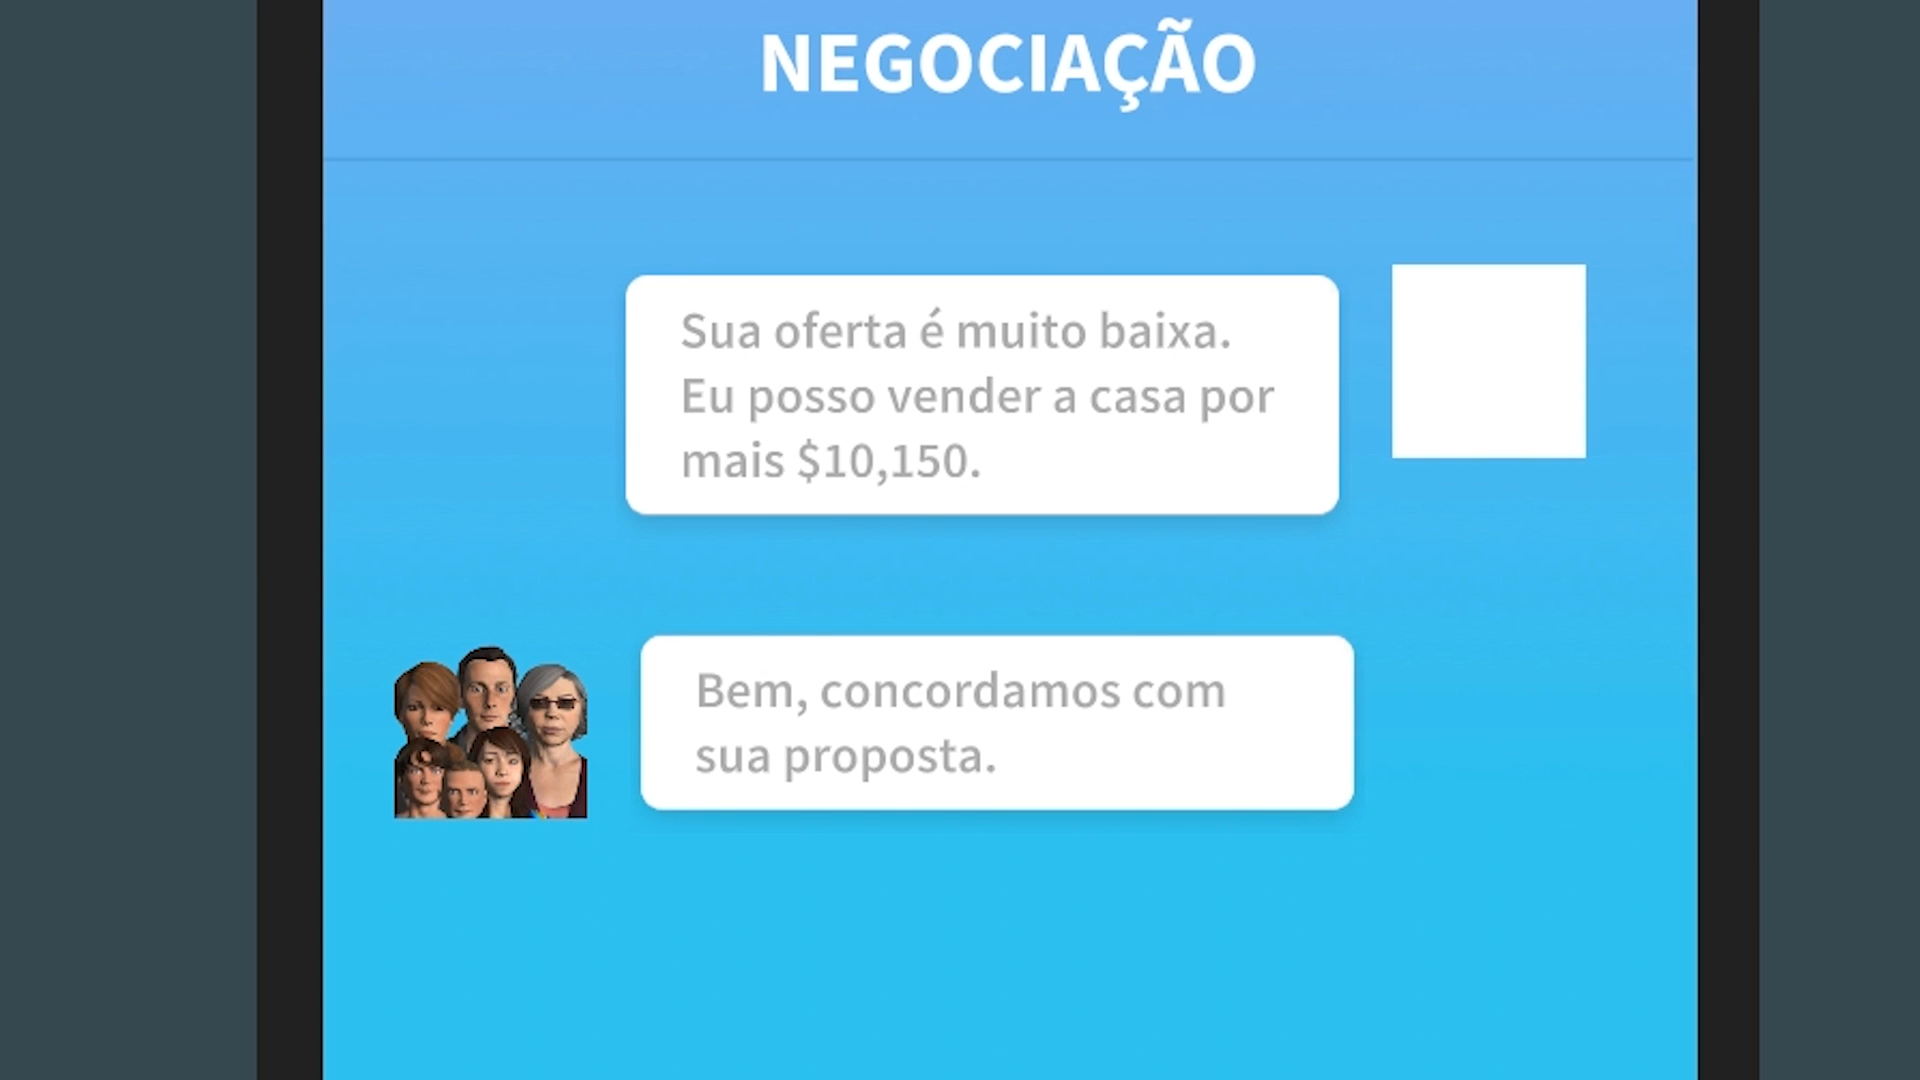 NEGOCIAÇÃO
Sua oferta é muito baixa.
Eu posso vender a casa por
mais $10,150.
Bem, concordamos com
sua proposta.